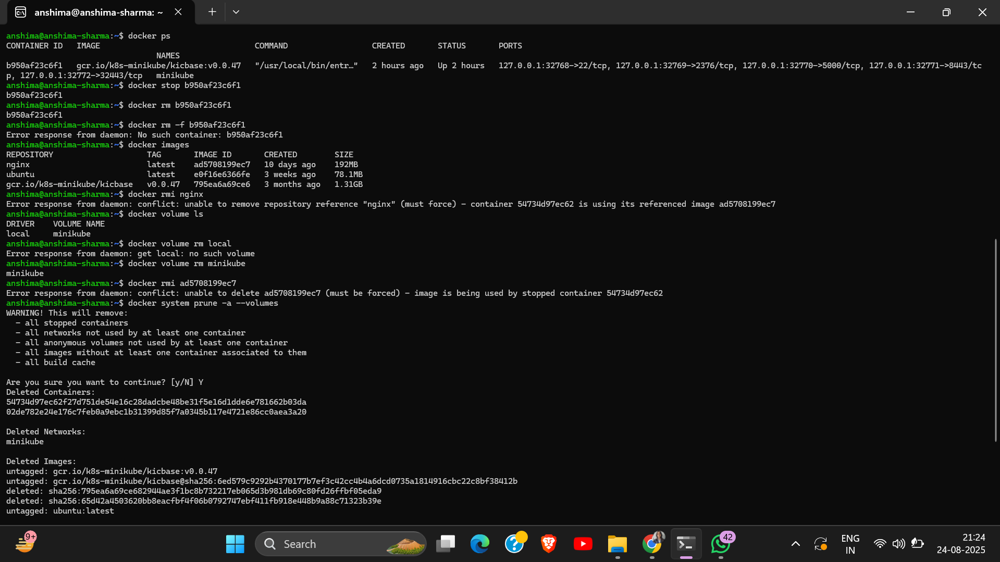 anshima@anshima-sharma: ~
anshima@anshima-sharma:~$ docker ps
CONTAINER ID   IMAGE                                 COMMAND                  CREATED       STATUS       PORTS
                                NAMES
b950af23c6f1   gcr.io/k8s-minikube/kicbase:v0.0.47   "/usr/local/bin/entr…"   2 hours ago   Up 2 hours   127.0.0.1:32768->22/tcp, 127.0.0.1:32769->2376/tcp, 127.0.0.1:32770->5000/tcp, 127.0.0.1:32771->8443/tc
p, 127.0.0.1:32772->32443/tcp   minikube
anshima@anshima-sharma:~$ docker stop b950af23c6f1
b950af23c6f1
anshima@anshima-sharma:~$ docker rm b950af23c6f1
b950af23c6f1
anshima@anshima-sharma:~$ docker rm -f b950af23c6f1
Error response from daemon: No such container: b950af23c6f1
anshima@anshima-sharma:~$ docker images
REPOSITORY                    TAG       IMAGE ID       CREATED        SIZE
nginx                         latest    ad5708199ec7   10 days ago    192MB
ubuntu                        latest    e0f16e6366fe   3 weeks ago    78.1MB
gcr.io/k8s-minikube/kicbase   v0.0.47   795ea6a69ce6   3 months ago   1.31GB
anshima@anshima-sharma:~$ docker rmi nginx
Error response from daemon: conflict: unable to remove repository reference "nginx" (must force) - container 54734d97ec62 is using its referenced image ad5708199ec7
anshima@anshima-sharma:~$ docker volume ls
DRIVER    VOLUME NAME
local     minikube
anshima@anshima-sharma:~$ docker volume rm local
Error response from daemon: get local: no such volume
anshima@anshima-sharma:~$ docker volume rm minikube
minikube
anshima@anshima-sharma:~$ docker rmi ad5708199ec7
Error response from daemon: conflict: unable to delete ad5708199ec7 (must be forced) - image is being used by stopped container 54734d97ec62
anshima@anshima-sharma:~$ docker system prune -a --volumes
WARNING! This will remove:
  - all stopped containers
  - all networks not used by at least one container
  - all anonymous volumes not used by at least one container
  - all images without at least one container associated to them
  - all build cache
Are you sure you want to continue? [y/N] Y
Deleted Containers:
54734d97ec62f27d751de54e16c28dadcbe48be31f5e16d1dde6e781662b03da
02de782e24e176c7feb0a9ebc1b31399d85f7a0345b117e4721e86cc0aea3a20
Deleted Networks:
minikube
Deleted Images:
untagged: gcr.io/k8s-minikube/kicbase:v0.0.47
untagged: gcr.io/k8s-minikube/kicbase@sha256:6ed579c9292b4370177b7ef3c42cc4b4a6dcd0735a1814916cbc22c8bf38412b
deleted: sha256:795ea6a69ce682944ae3f1bc8b732217eb065d3b981db69c80fd26ffbf05eda9
deleted: sha256:65d42a4503620bb8eacfbf4f06b0792747ebf411fb918e448b9a88c71323b39e
untagged: ubuntu:latest
9+
Search
42
ENG
IN
21:24
24-08-2025